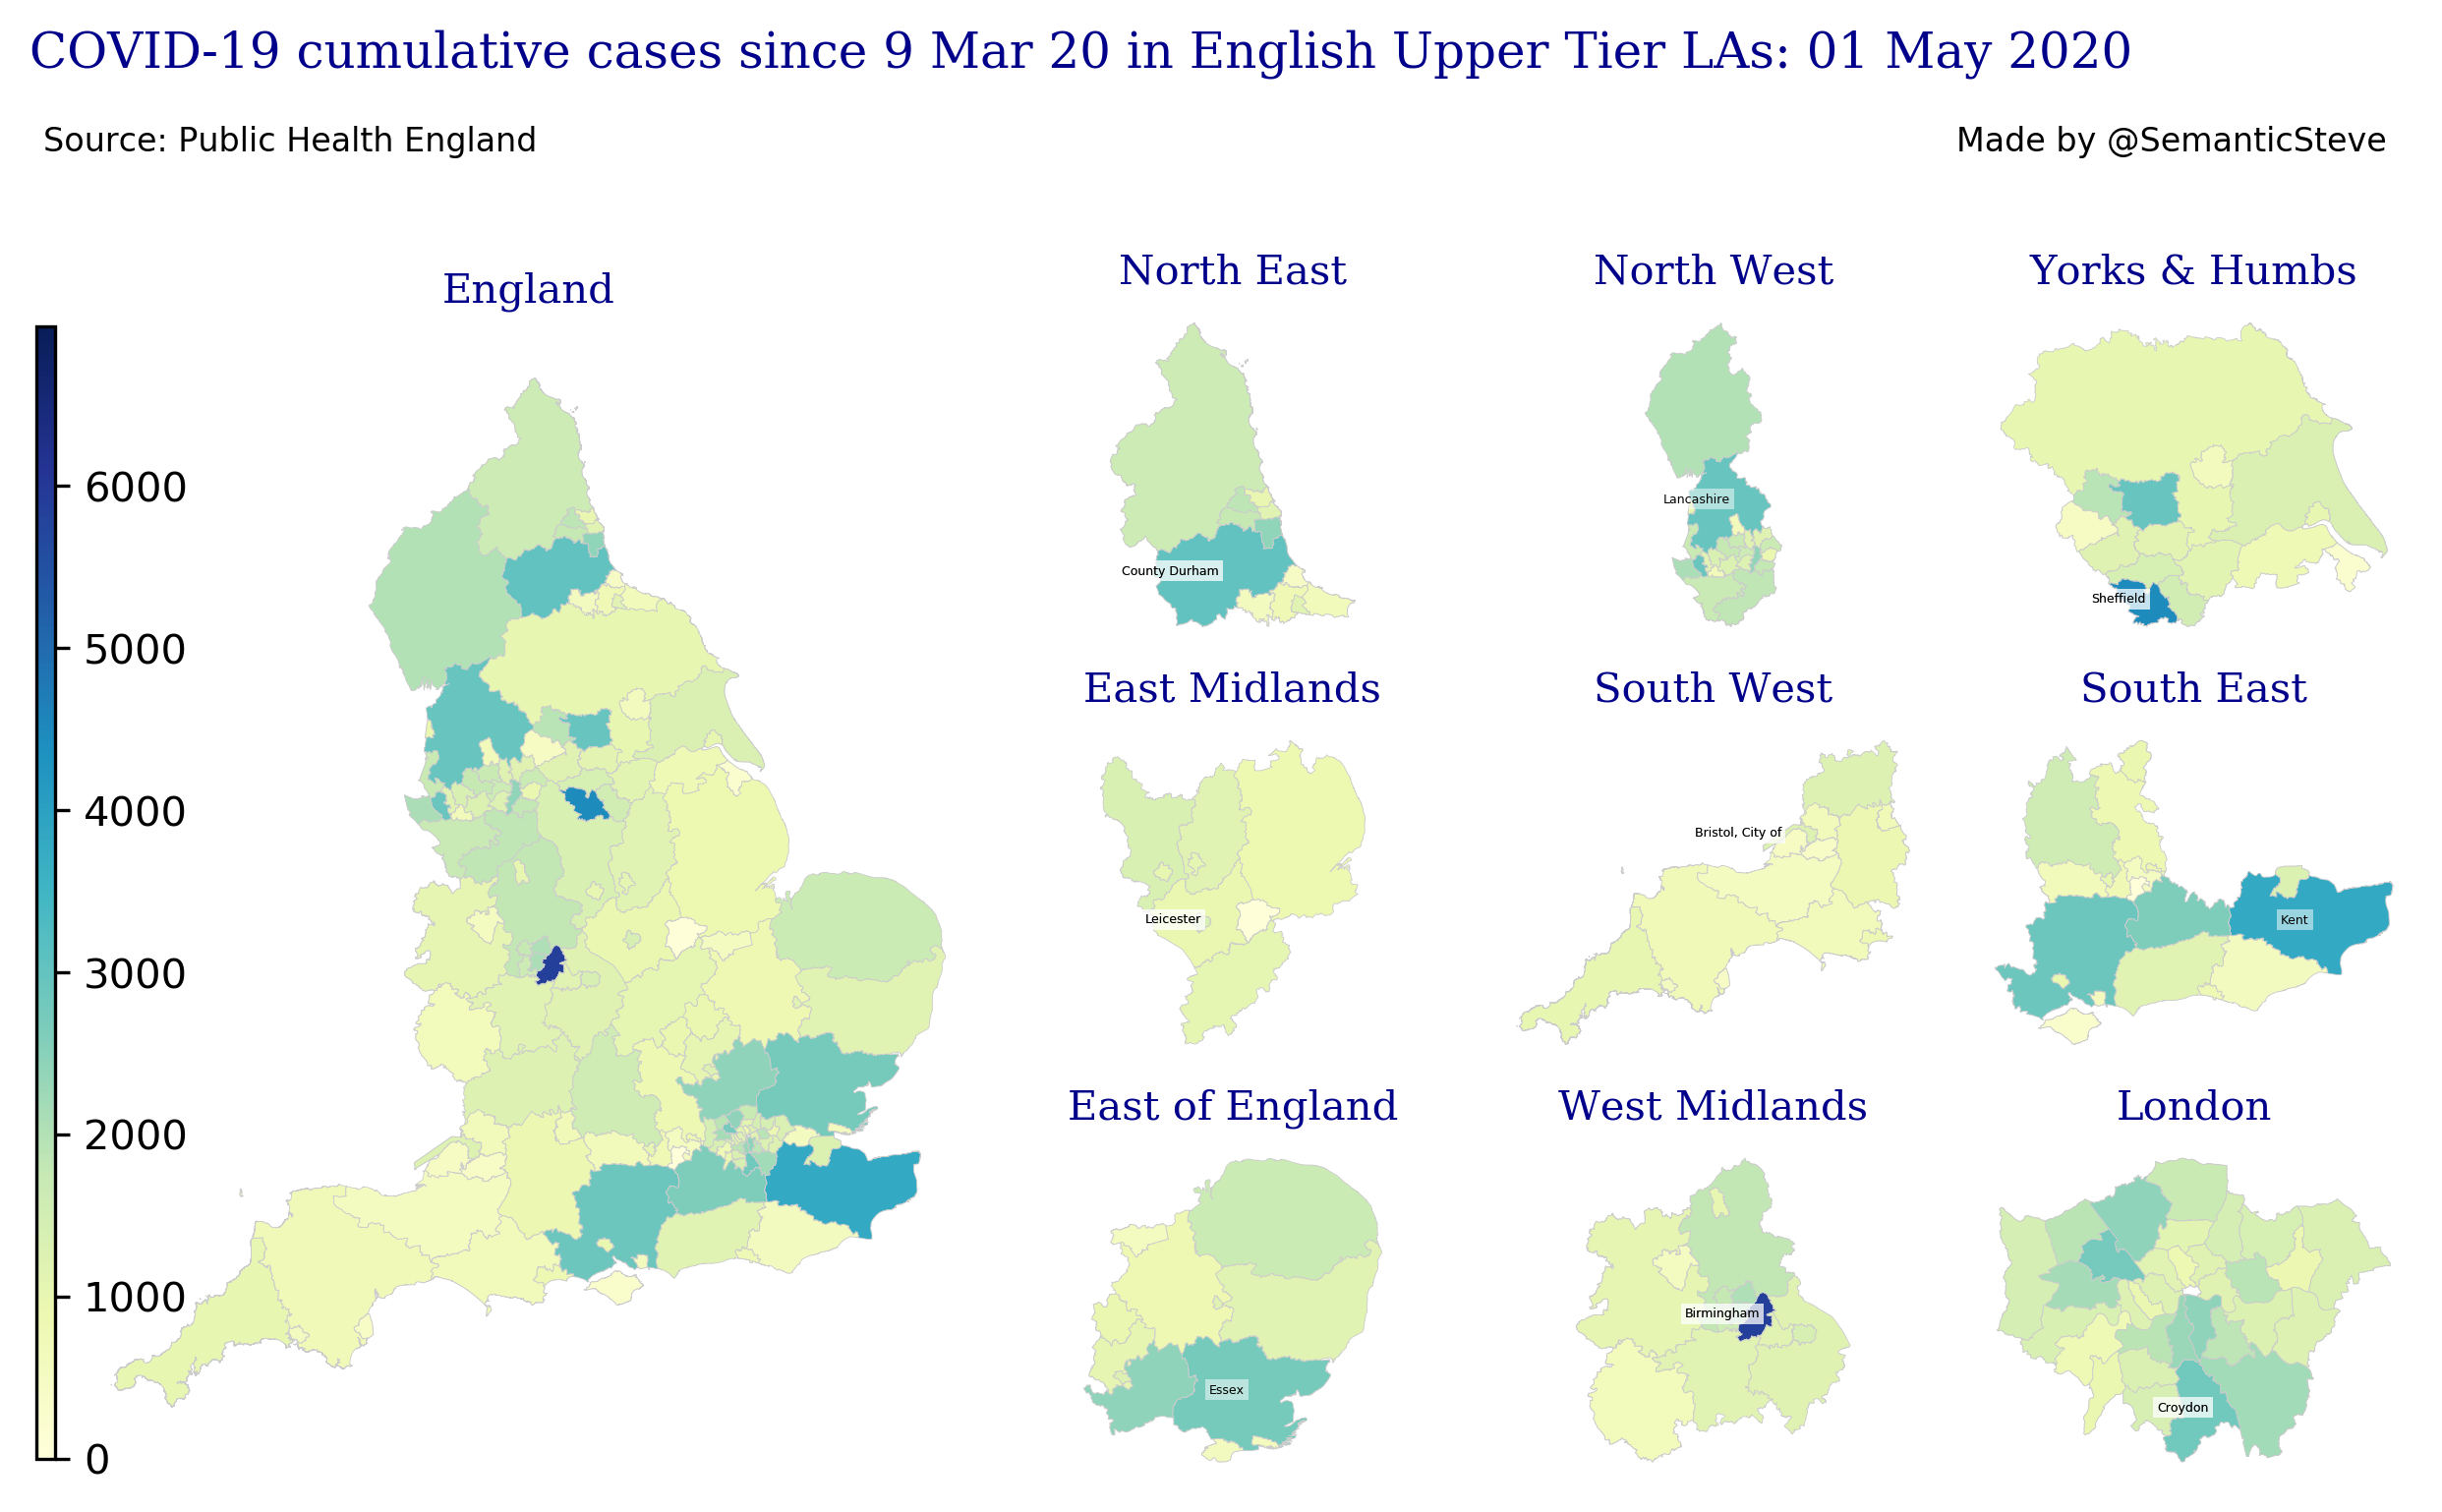 COVID-19 cumulative cases since 9 Mar 20 in English Upper Tier LAs: 01 May 2020
Source: Public Health England
Made by @SemanticSteve
England
6000
5000
4000
3000
2000
1000
0
North East
County Durham
North West
Lancashire
Yorks & Humbs
Sheffield
East Midlands
Leicester
South West
Bristol, City of
South East
Kent
East of England
Essex
West Midlands
Birmingham
London
Croydon